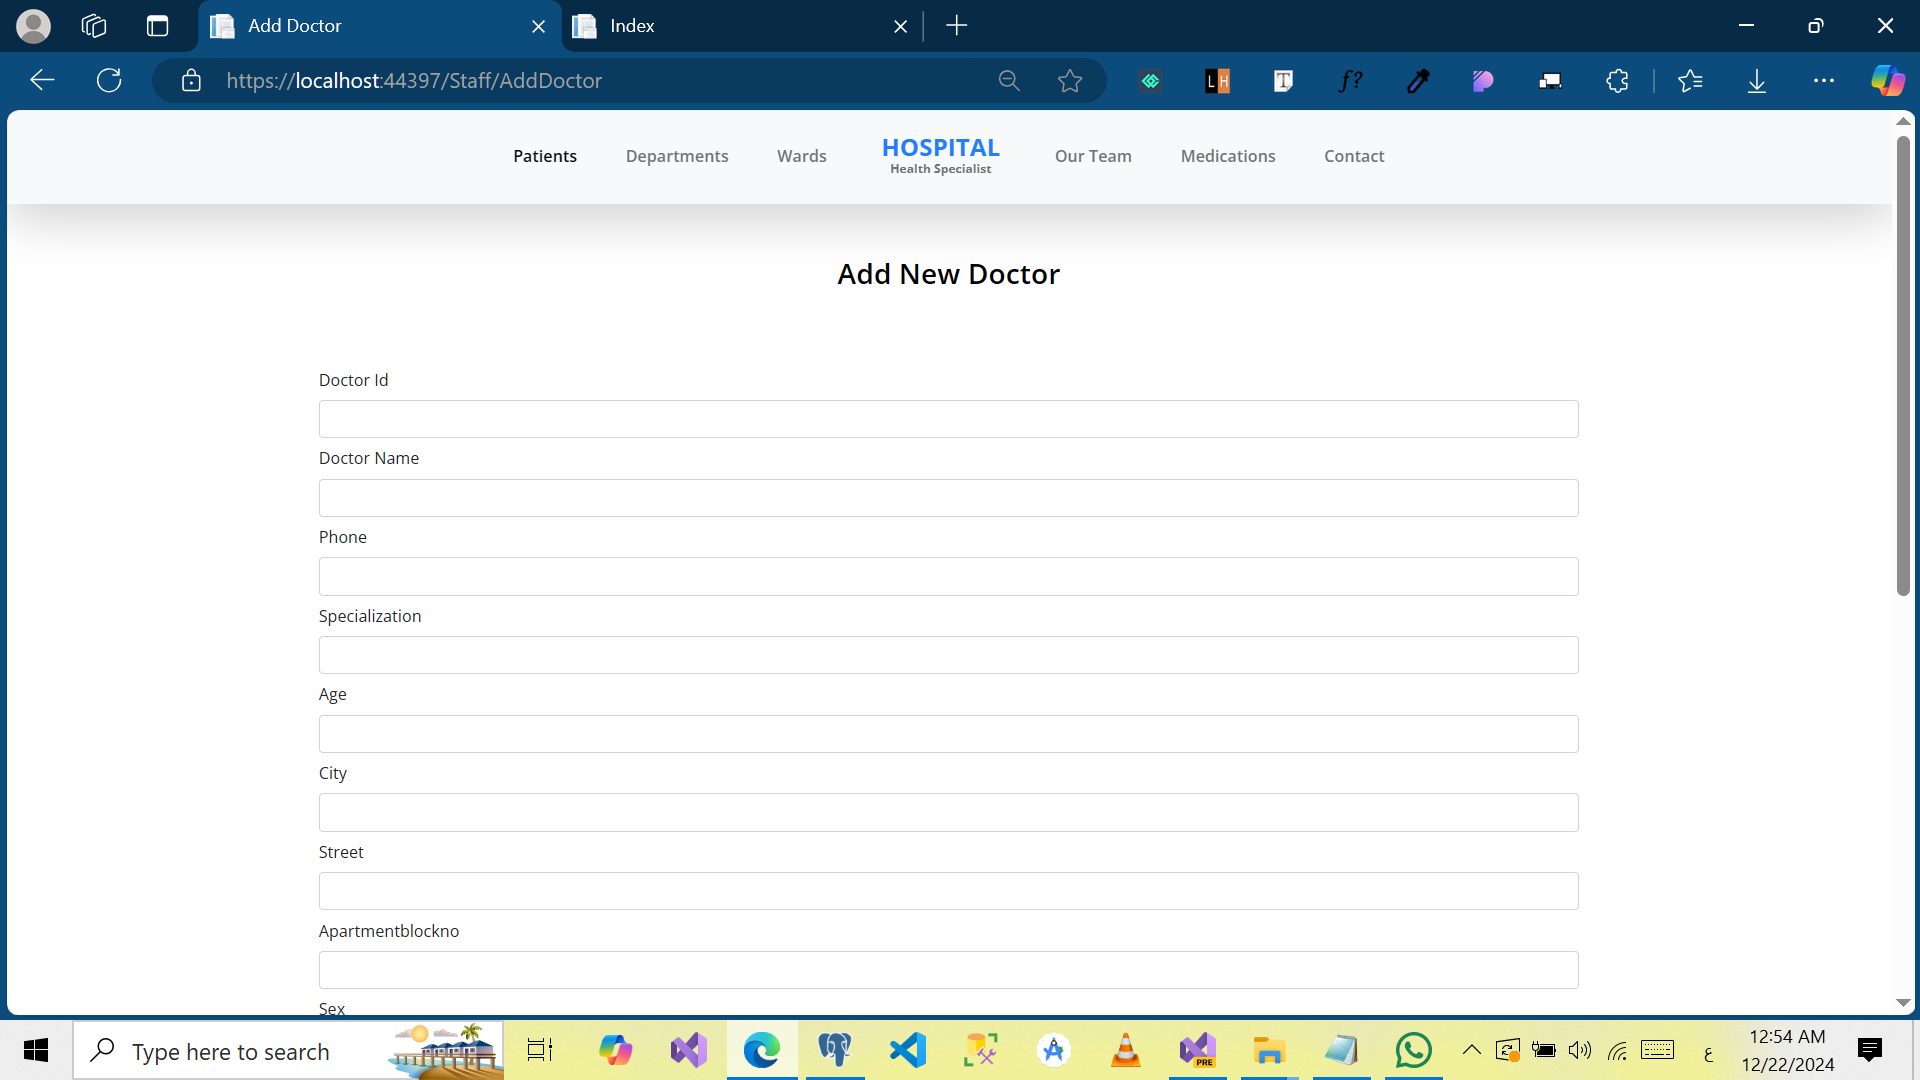 Add Doctor
Index
https://localhost:44397/Staff/AddDoctor
LH
T
f?
Patients
Departments
Wards
HOSPITAL
Health Specialist
Our Team
Medications
Contact
Add New Doctor
Doctor Id
Doctor Name
Phone
Specialization
Age
City
Street
Apartmentblockno
Sex
Type here to search
PRE
ع
12:54 AM
12/22/2024